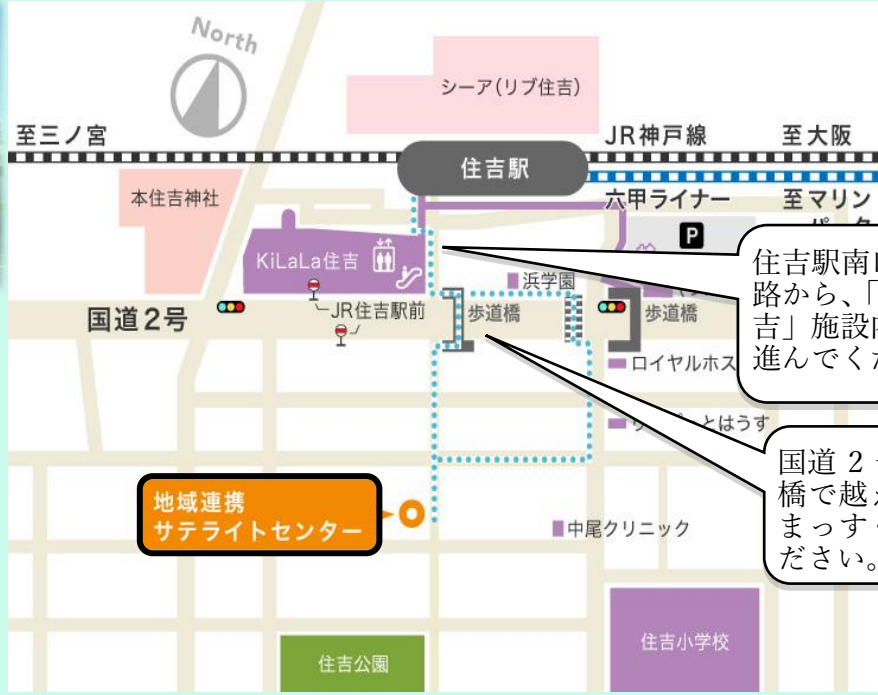 North
シーア(リブ住吉)
至三ノ宮
JR神戸線
至大阪
住吉駅
六甲ライナー
至マリン
本住吉神社
P
KiLaLa住吉
浜学園
住吉駅南
路から、「
吉」施設
進んでく
国道2号
JR住吉駅前
歩道橋
歩道橋
ロイヤルホス
とはうす
国道 2
橋で越
まっす
ださい。
地域連携
サテライトセンター
中尾クリニック
住吉小学校
住吉公園